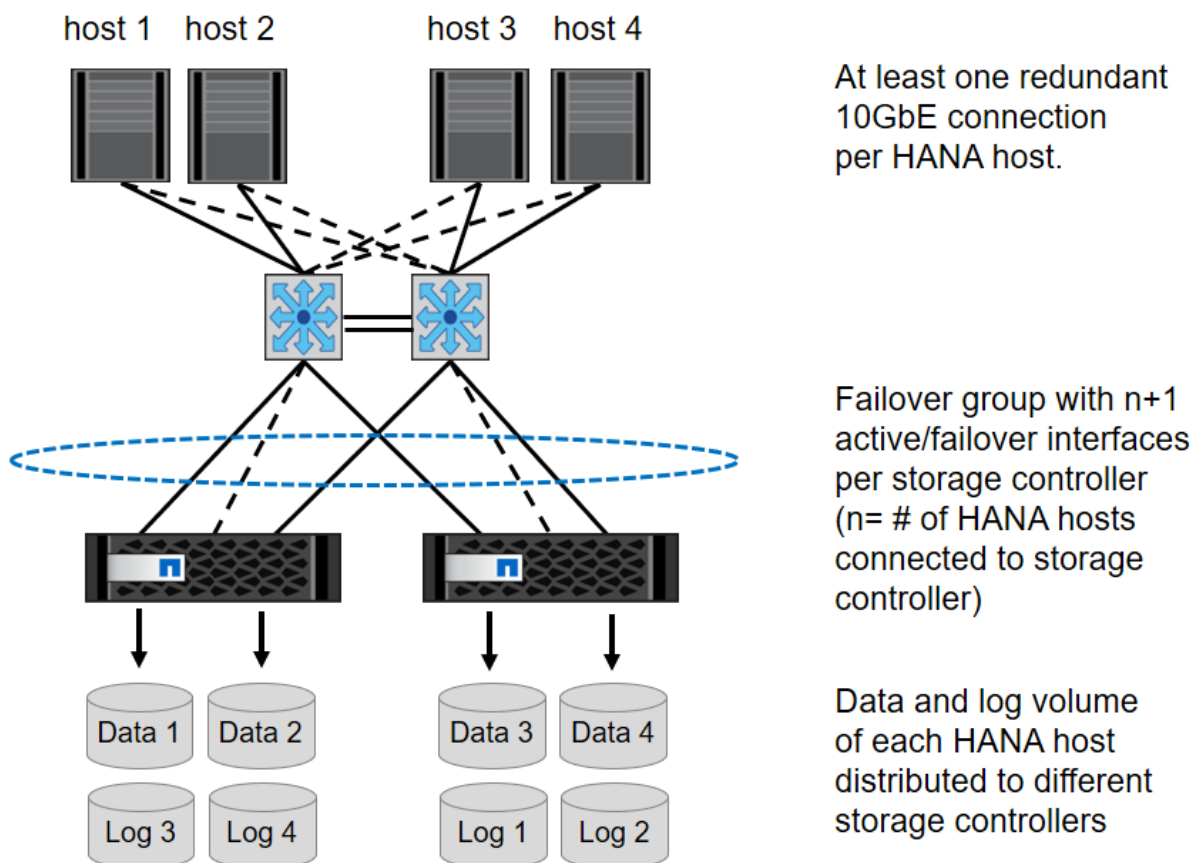 host 1
host 2
host 3
host 4
At least one redundant
10GbE connection
per HANA host.
Failover group with n+1
active/failover interfaces
per storage controller
(n= # of HANA hosts
connected to storage
controller)
Data 1
Data 2
Data 3
Data 4
Log 3
Log 4
Log 1
Log 2
Data and log volume
of each HANA host
distributed to different
storage controllers